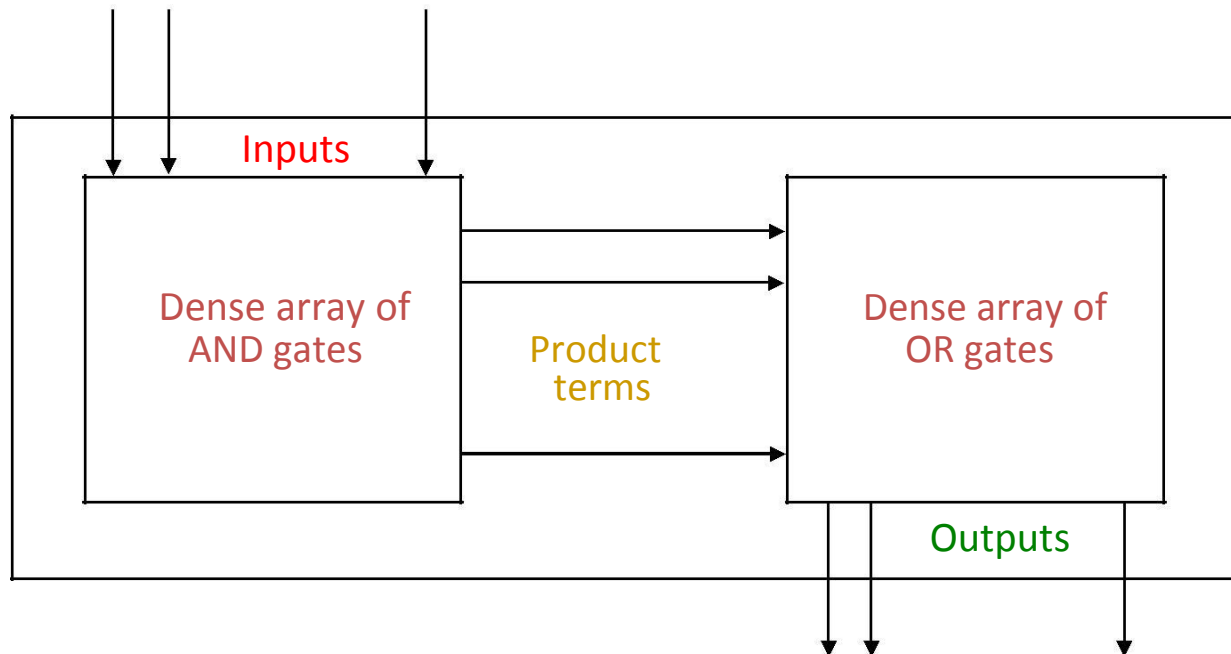 Inputs
Dense array of
AND gates
Product
terms
Dense array of
OR gates
Outputs